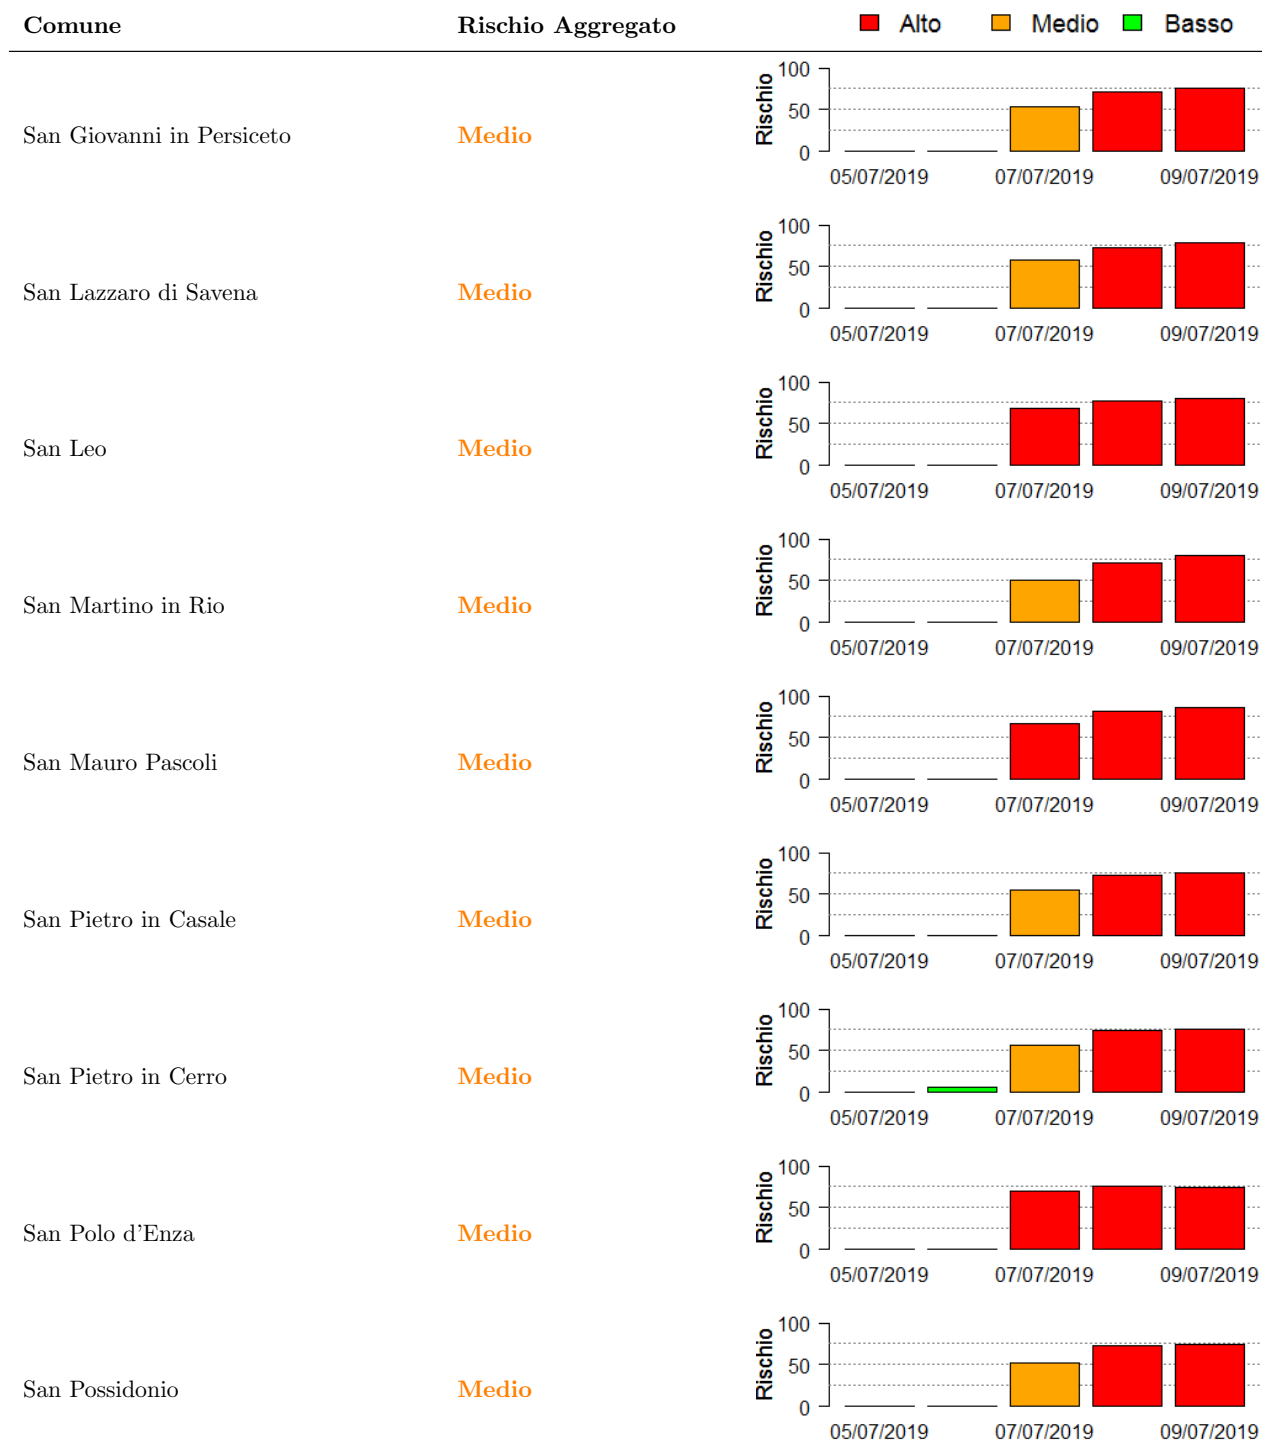 Comune Rischio Aggregato Alto Medio Basso
San Giovanni in Persiceto Medio Rischio 100 50 0
05/07/2019 07/07/2019 09/07/2019
San Lazzaro di Savena Medio Rischio 100 50 0
05/07/2019 07/07/2019 09/07/2019
San Leo Medio Rischio 100 50 0
05/07/2019 07/07/2019 09/07/2019
San Martino in Rio Medio Rischio 100 50 0
05/07/2019 07/07/2019 09/07/2019
San Mauro Pascoli Medio Rischio 100 50 0
05/07/2019 07/07/2019 09/07/2019
San Pietro in Casale Medio Rischio 100 50 0
05/07/2019 07/07/2019 09/07/2019
San Pietro in Cerro Medio Rischio 100 50 0
05/07/2019 07/07/2019 09/07/2019
San Polo d'Enza Medio Rischio 100 50 0
05/07/2019 07/07/2019 09/07/2019
San Possidonio Medio Rischio 100 50 0
05/07/2019 07/07/2019 09/07/2019